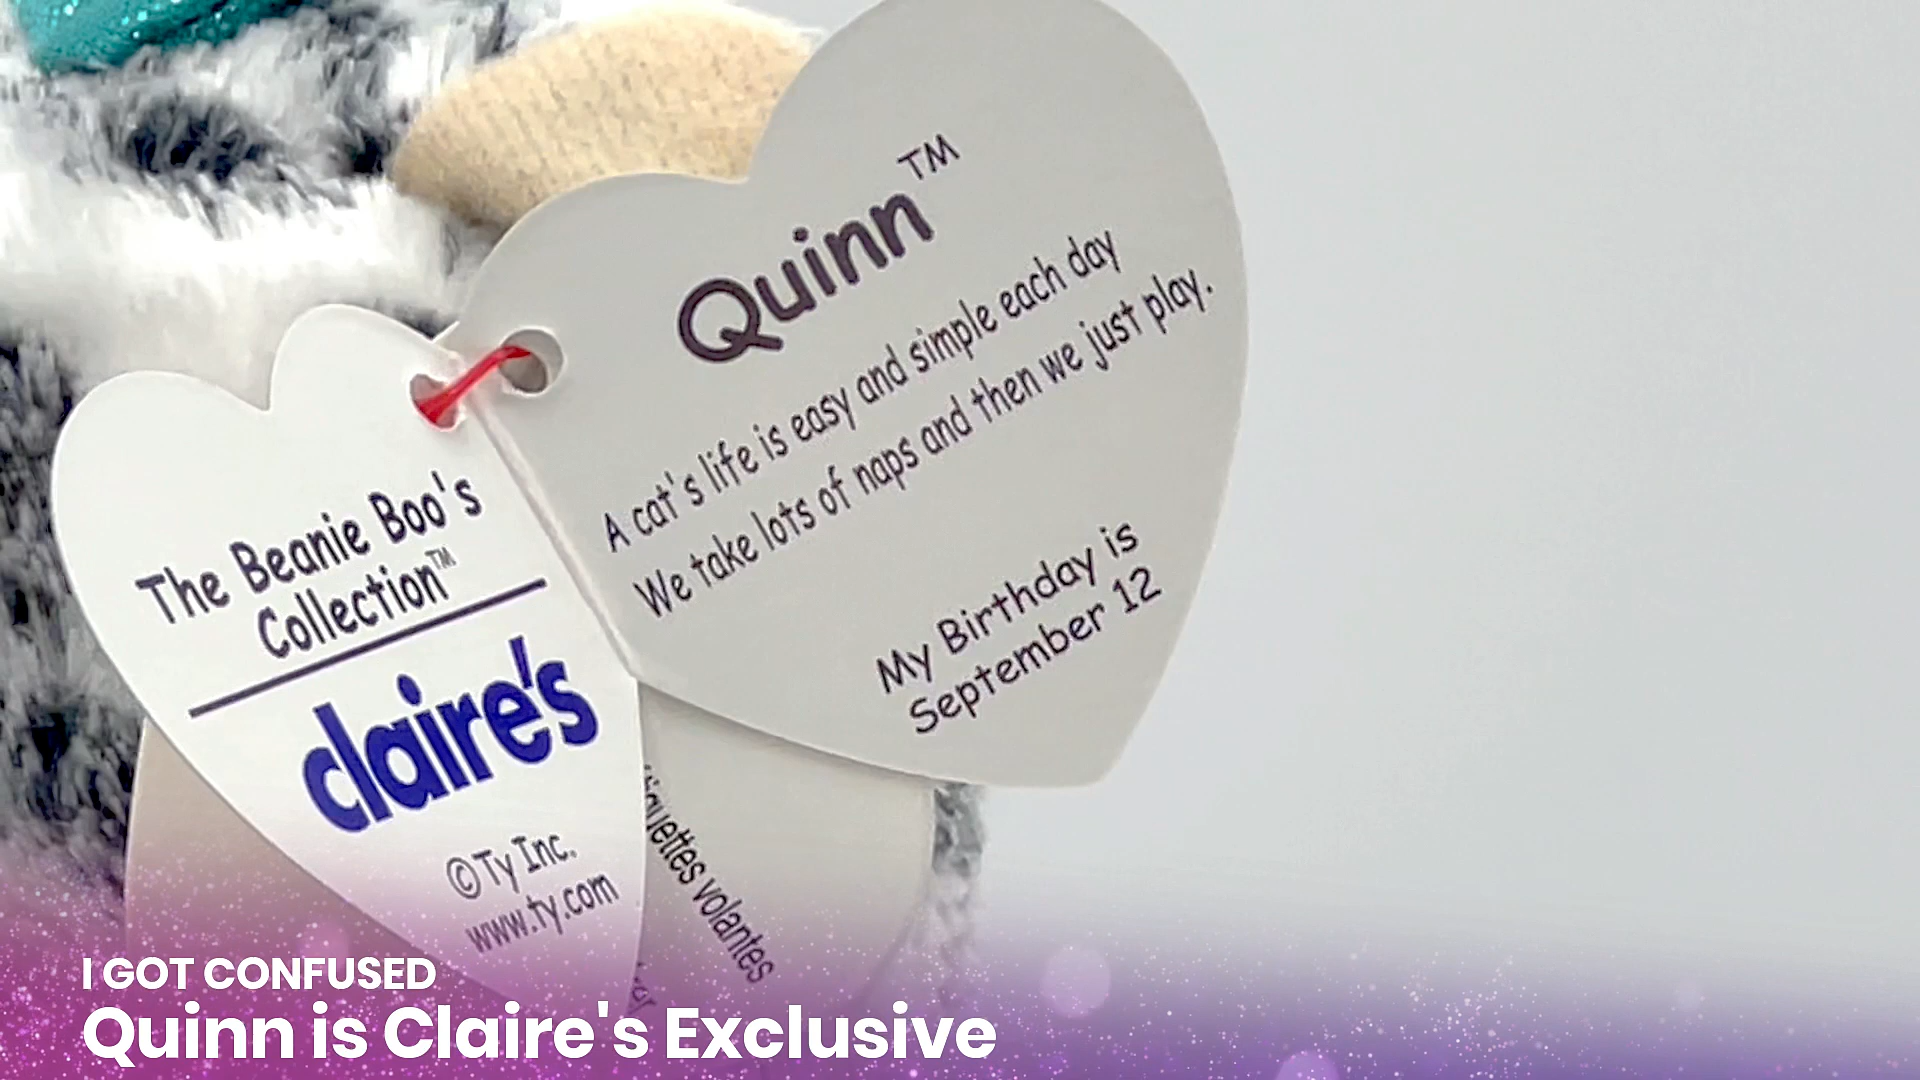 Quinn™
A cat's life is easy and simple each day
We take lots of naps and then we just play.
My Birthday is
September 12
The Beanie Boo's
Collection™
claire's
© Ty Inc.
www.ty.com
volantes
I GOT CONFUSED
Quinn is Claire's Exclusive